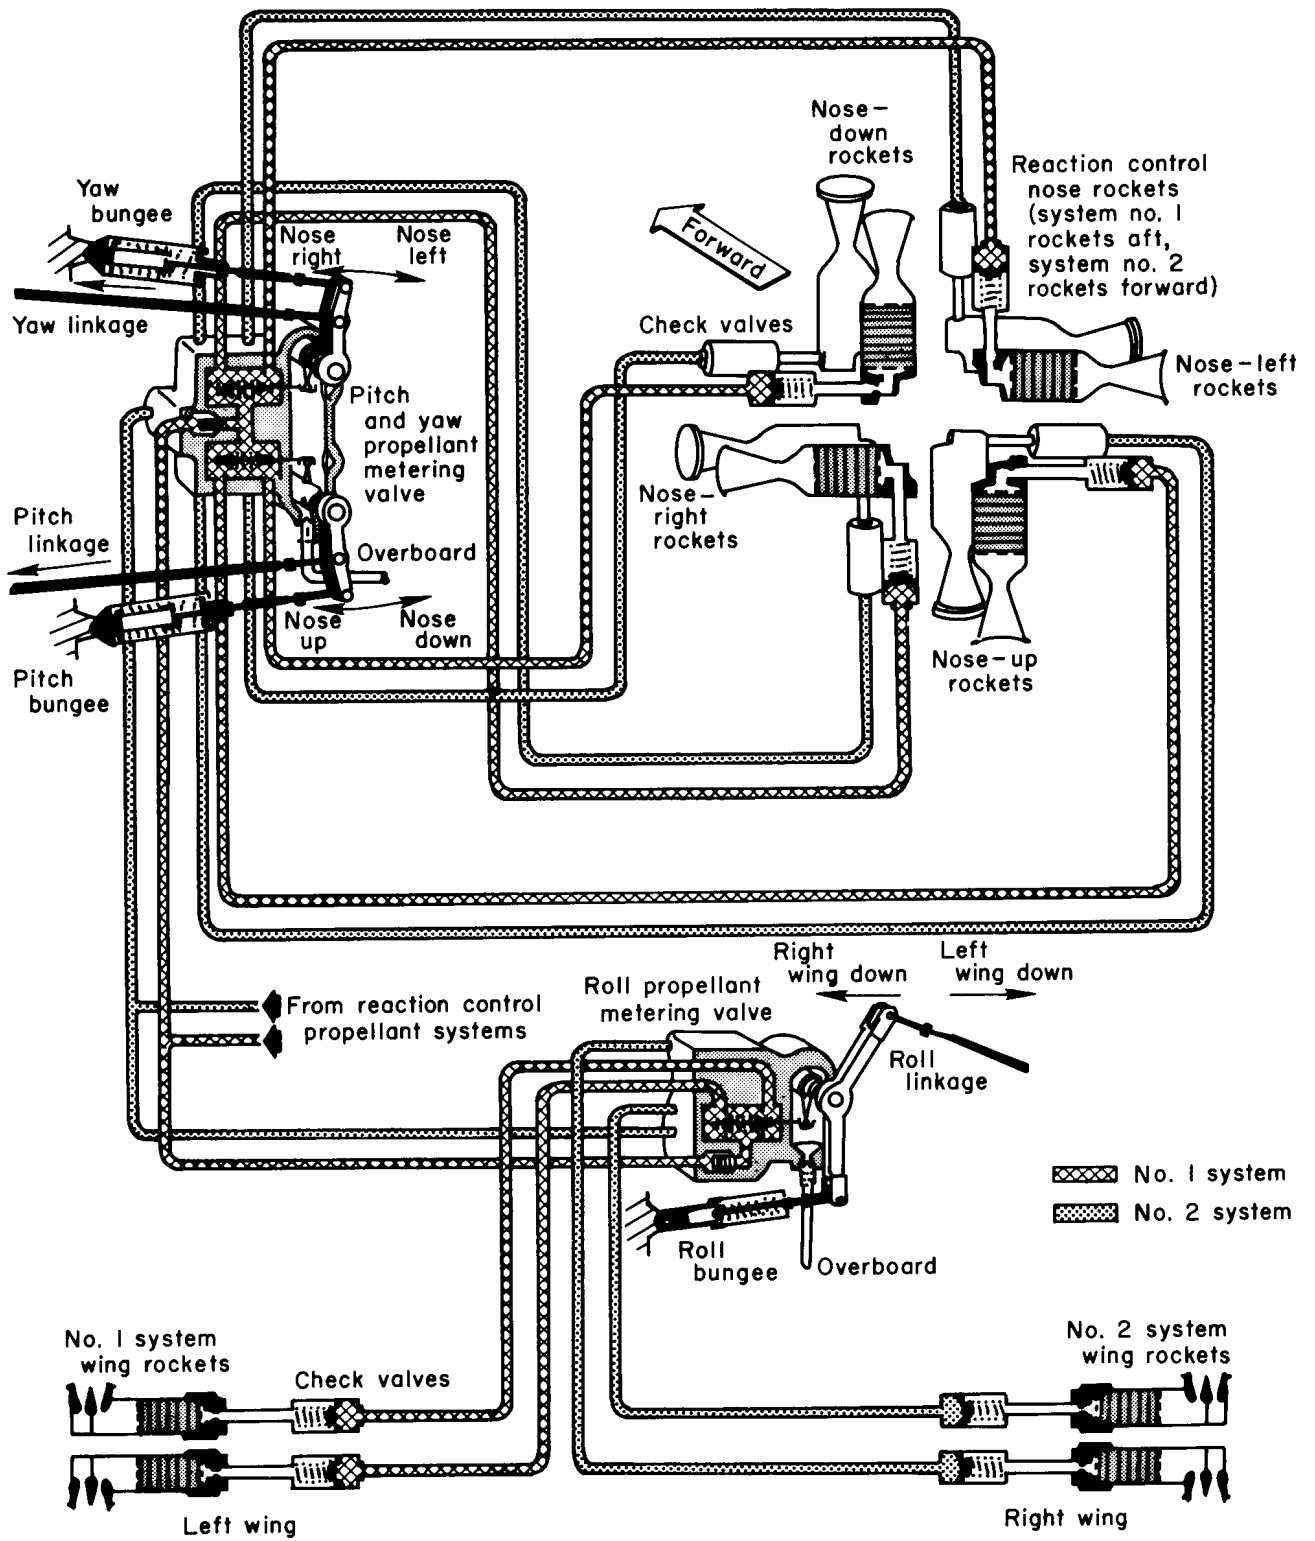 Nose-
down
rockets
Reaction control
nose rockets
(system no. 1
rockets aft,
system no. 2
rockets forward)
Forward
Yaw
bungee
Nose
right
Nose
left
Yaw linkage
Check valves
Nose-left
rockets
Pitch
and yaw
propellant
metering
valve
Nose-
right
rockets
Pitch
linkage
Overboard
Nose
up
Nose
down
Nose-up
rockets
Pitch
bungee
Right
wing down
Left
wing down
From reaction control
propellant systems
Roll propellant
metering valve
Roll
linkage
No. 1 system
No. 2 system
Roll
bungee
Overboard
No. 1 system
wing rockets
Check valves
No. 2 system
wing rockets
Left wing
Right wing